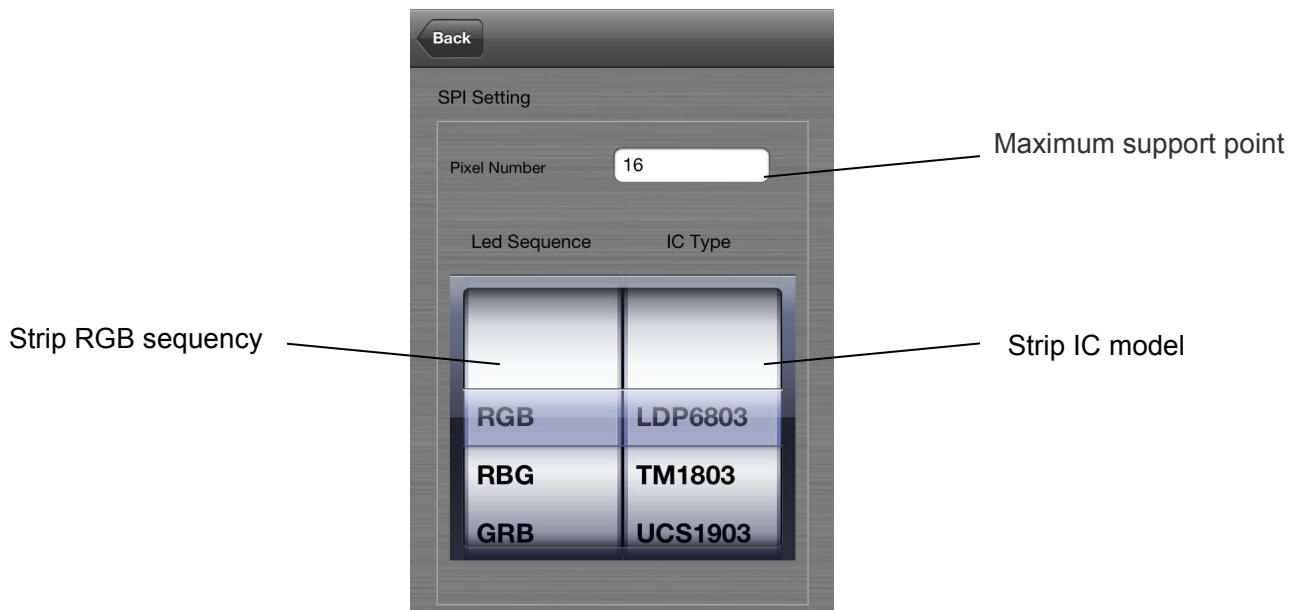 Back
SPI Setting
Pixel Number 16
Maximum support point
Led Sequence IC Type
Strip RGB sequency
Strip IC model
RGB LDP6803
RBG TM1803
GRB UCS1903